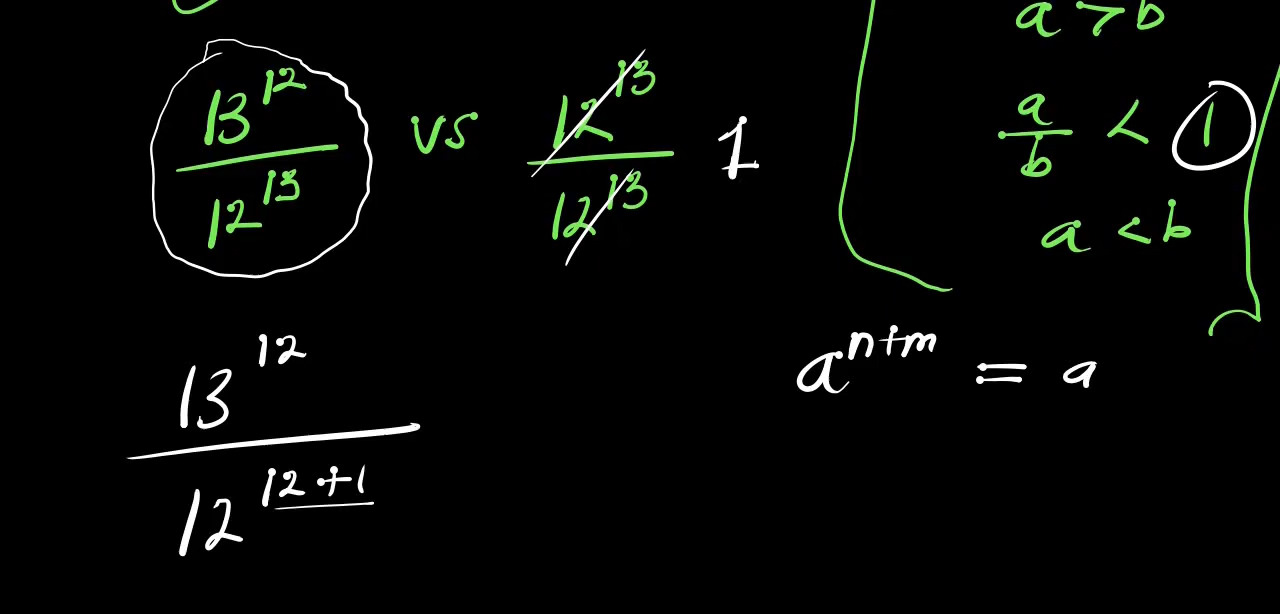 a > b
13^12 / 12^13 vs 12^13 / 12^13 1
a / b < 1
a < b
a^(n+m) = a
13^12 / 12^(12+1)